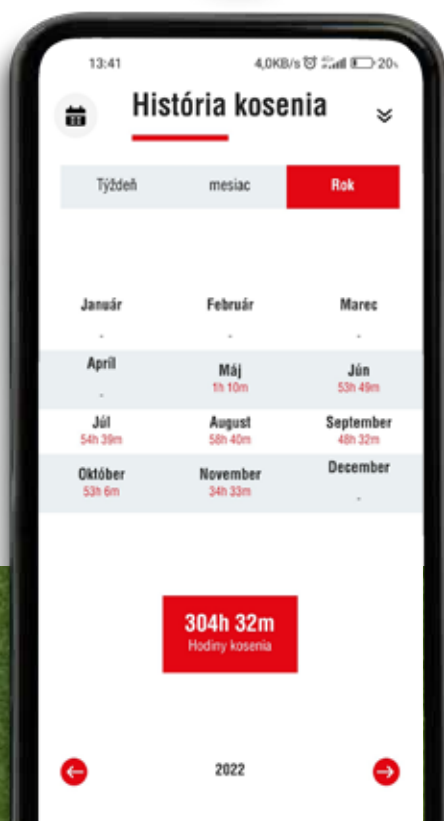 13:41 4,0KB/s 20
História kosenia
Týždeň mesiac Rok
Január Február Marec
- - -
Apríl Máj Jún
- 1h 10m 53h 49m
Júl August September
54h 39m 58h 40m 48h 32m
Október November December
53h 6m 34h 33m -
304h 32m
Hodiny kosenia
2022